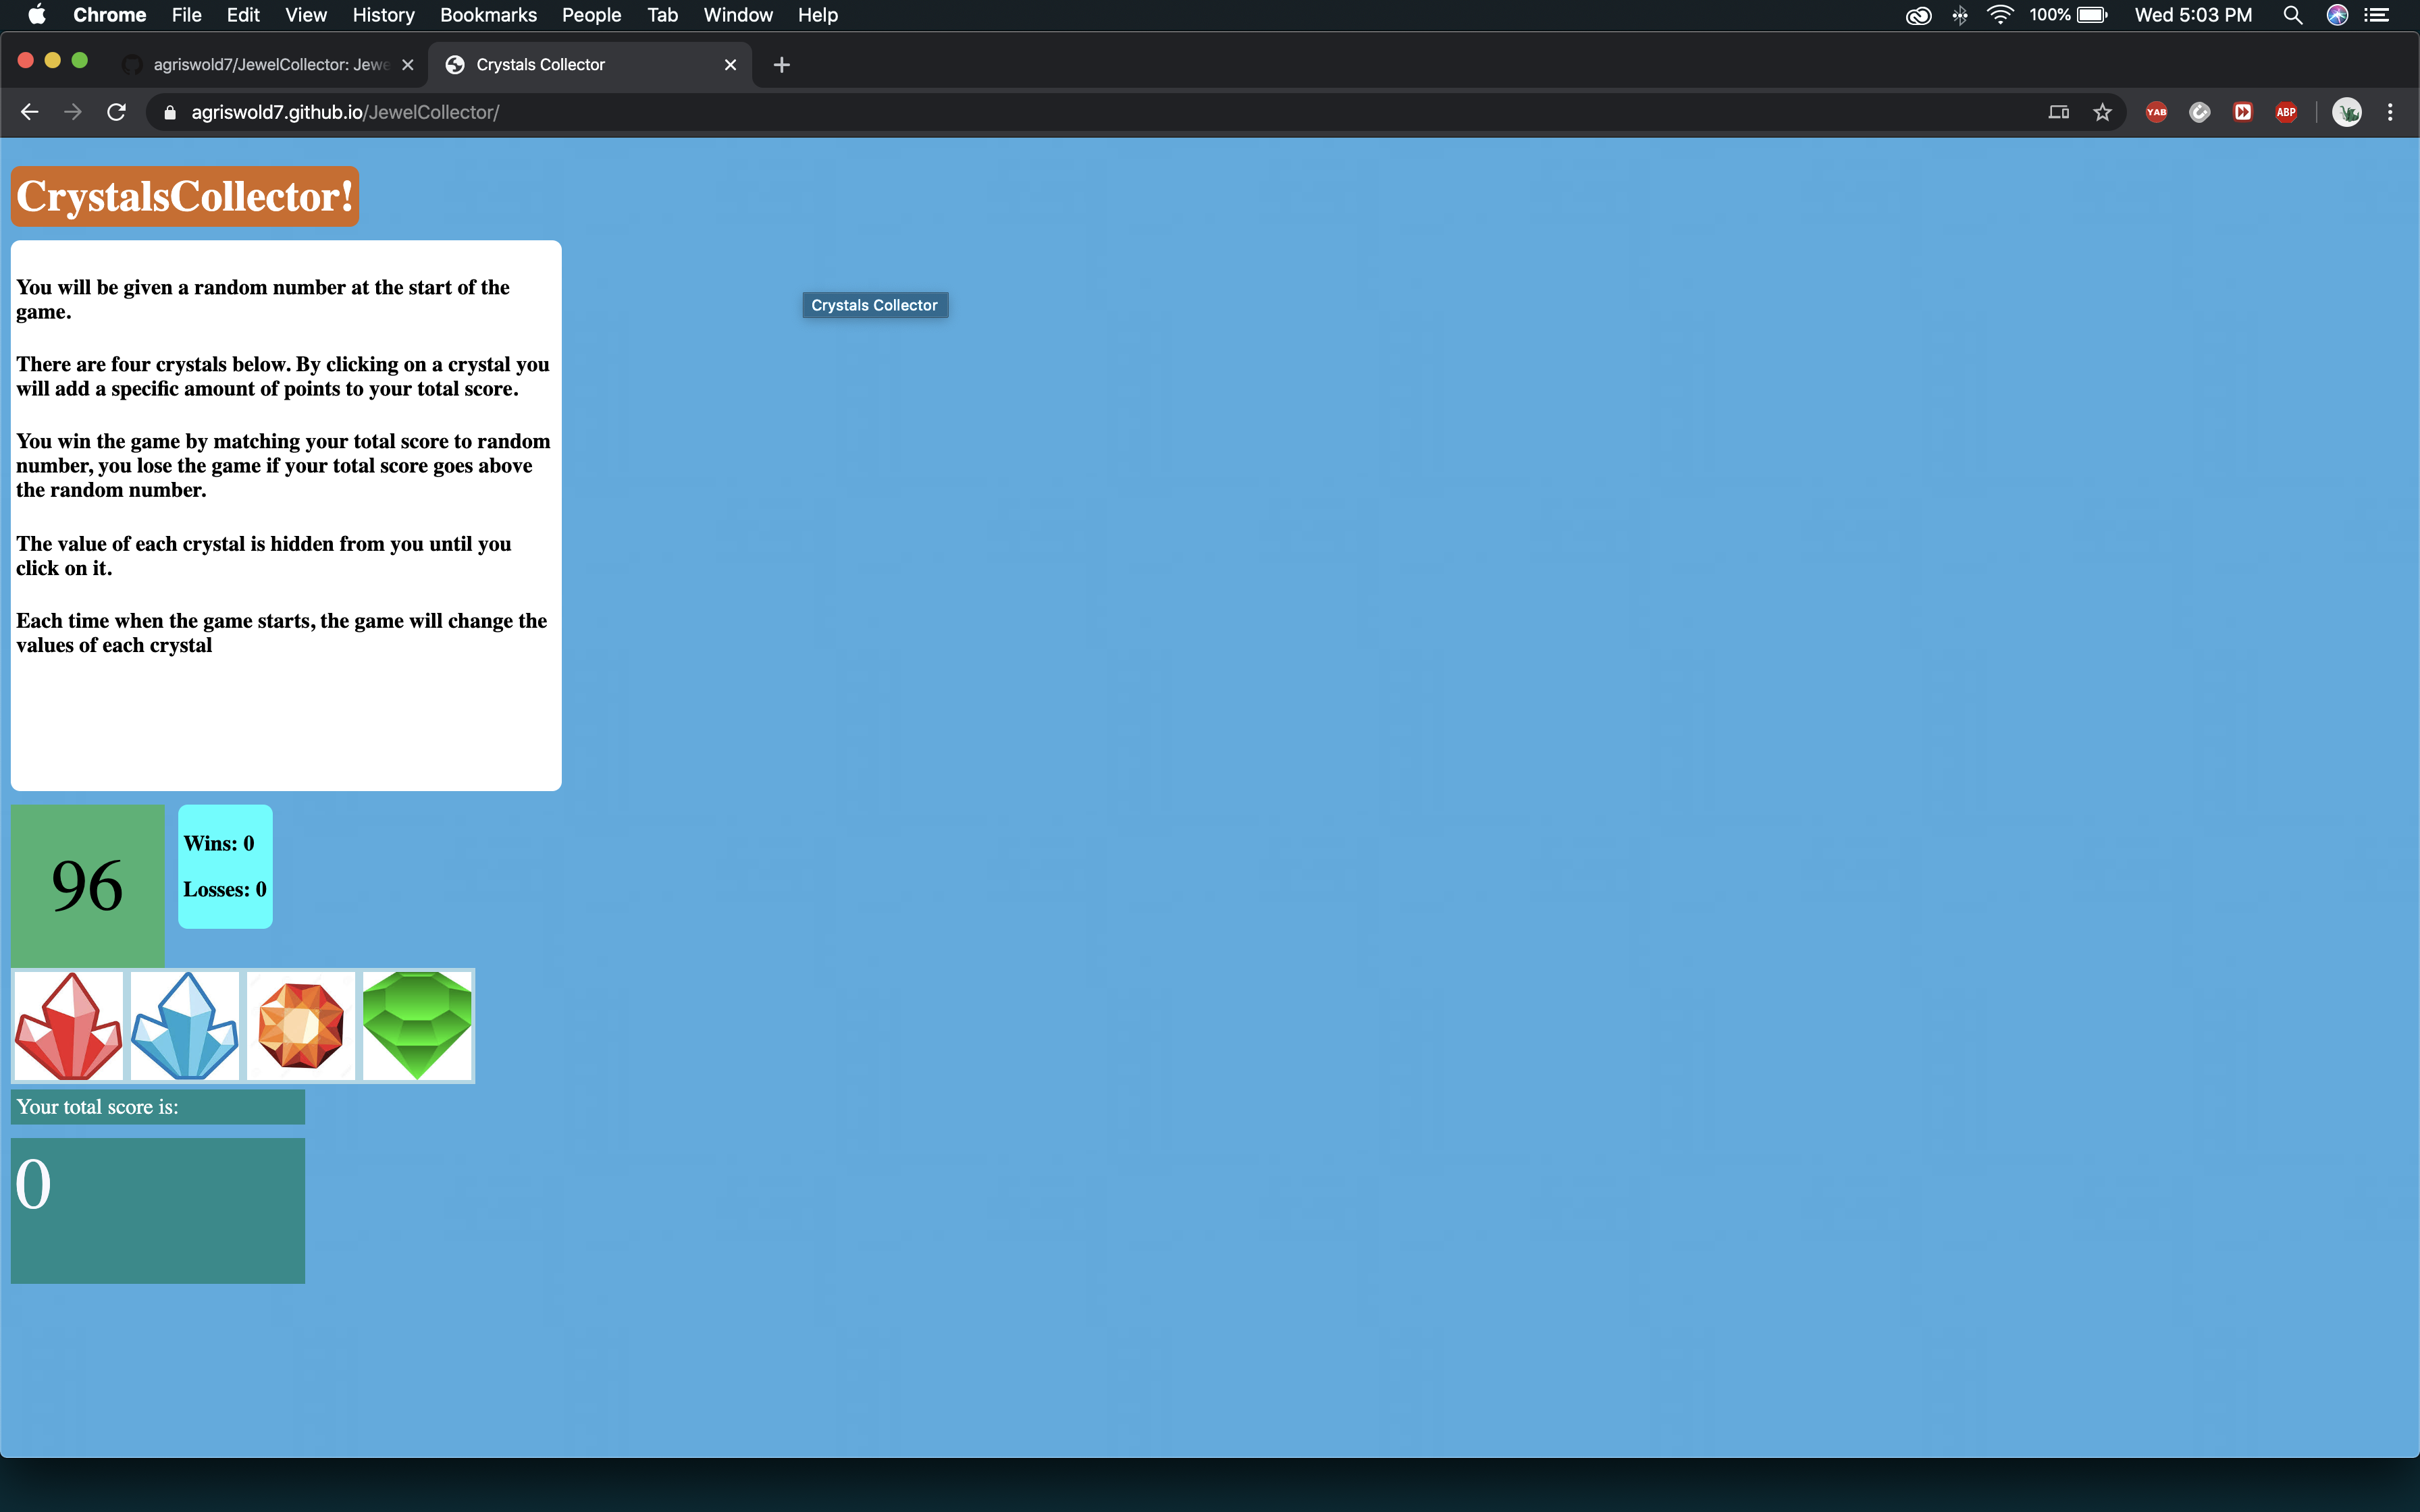 Chrome File Edit View History Bookmarks People Tab Window Help 100% Wed 5:03 PM
agriswold7/JewelCollector: Jewe Crystals Collector
agriswold7.github.io/JewelCollector/ YAB ABP
CrystalsCollector!
You will be given a random number at the start of the
game.
Crystals Collector
There are four crystals below. By clicking on a crystal you
will add a specific amount of points to your total score.
You win the game by matching your total score to random
number, you lose the game if your total score goes above
the random number.
The value of each crystal is hidden from you until you
click on it.
Each time when the game starts, the game will change the
values of each crystal
96
Wins: 0
Losses: 0
Your total score is:
0